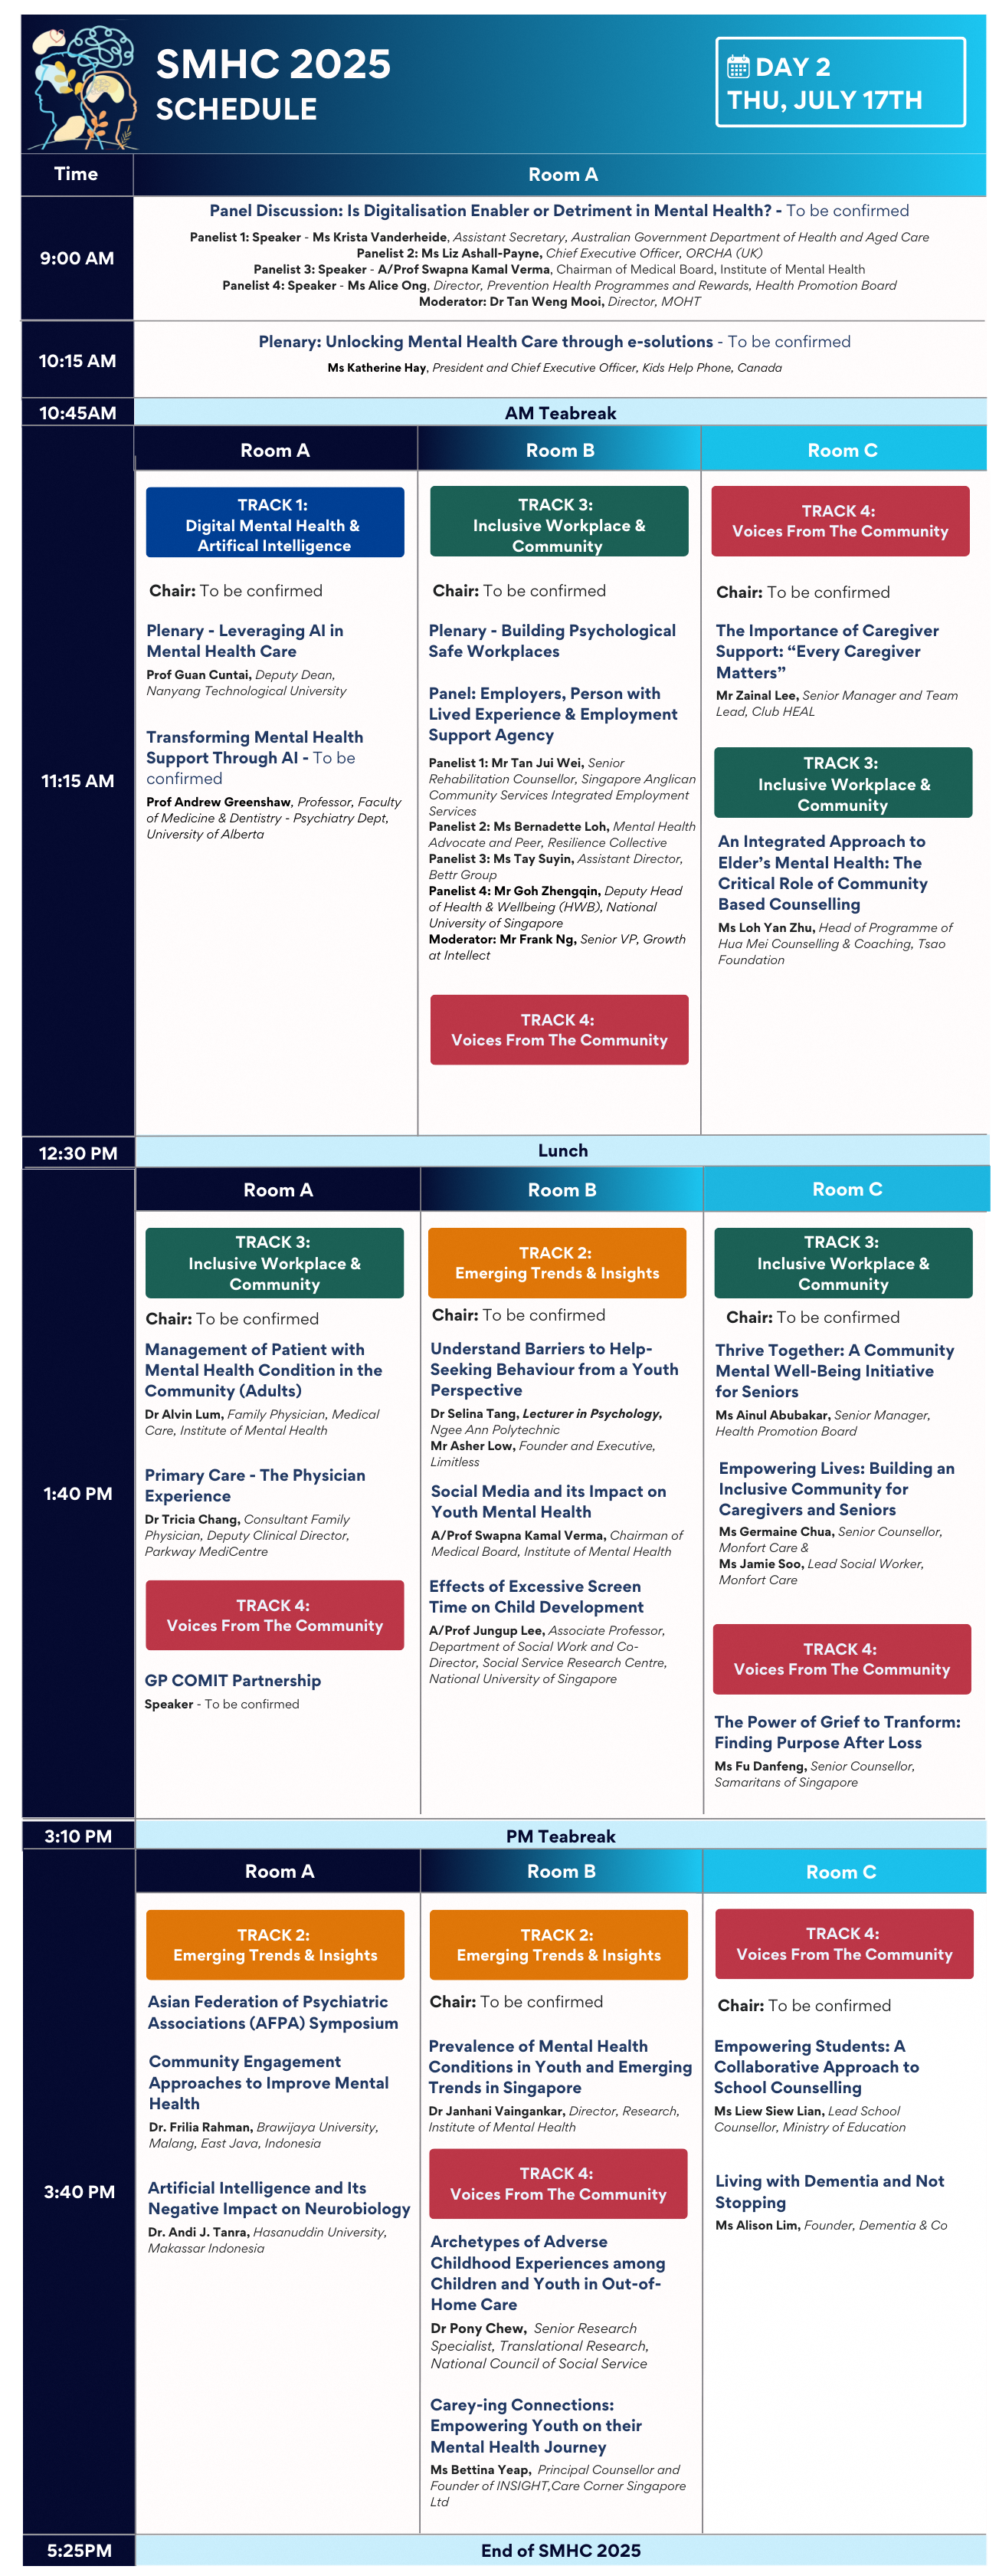 SMHC 2025
SCHEDULE
DAY 2
THU, JULY 17TH
Time
Room A
9:00 AM
Panel Discussion: Is Digitalisation Enabler or Detriment in Mental Health? - To be confirmed
Panelist 1: Speaker - Ms Krista Vanderheide, Assistant Secretary, Australian Government Department of Health and Aged Care
Panelist 2: Ms Liz Ashall-Payne, Chief Executive Officer, ORCHA (UK)
Panelist 3: Speaker - A/Prof Swapna Kamal Verma, Chairman of Medical Board, Institute of Mental Health
Panelist 4: Speaker - Ms Alice Ong, Director, Prevention Health Programmes and Rewards, Health Promotion Board
Moderator: Dr Tan Weng Mooi, Director, MOHT
10:15 AM
Plenary: Unlocking Mental Health Care through e-solutions - To be confirmed
Ms Katherine Hay, President and Chief Executive Officer, Kids Help Phone, Canada
10:45AM
AM Teabreak
11:15 AM
Room A
TRACK 1:
Digital Mental Health &
Artifical Intelligence
Chair: To be confirmed
Plenary - Leveraging AI in
Mental Health Care
Prof Guan Cuntai, Deputy Dean,
Nanyang Technological University
Transforming Mental Health
Support Through AI - To be
confirmed
Prof Andrew Greenshaw, Professor, Faculty
of Medicine & Dentistry - Psychiatry Dept,
University of Alberta
Room B
TRACK 3:
Inclusive Workplace &
Community
Chair: To be confirmed
Plenary - Building Psychological
Safe Workplaces
Panel: Employers, Person with
Lived Experience & Employment
Support Agency
Panelist 1: Mr Tan Jui Wei, Senior
Rehabilitation Counsellor, Singapore Anglican
Community Services Integrated Employment
Services
Panelist 2: Ms Bernadette Loh, Mental Health
Advocate and Peer, Resilience Collective
Panelist 3: Ms Tay Suyin, Assistant Director,
Bettr Group
Panelist 4: Mr Goh Zhengqin, Deputy Head
of Health & Wellbeing (HWB), National
University of Singapore
Moderator: Mr Frank Ng, Senior VP, Growth
at Intellect
TRACK 4:
Voices From The Community
Room C
TRACK 4:
Voices From The Community
Chair: To be confirmed
The Importance of Caregiver
Support: “Every Caregiver
Matters”
Mr Zainal Lee, Senior Manager and Team
Lead, Club HEAL
TRACK 3:
Inclusive Workplace &
Community
An Integrated Approach to
Elder’s Mental Health: The
Critical Role of Community
Based Counselling
Ms Loh Yan Zhu, Head of Programme of
Hua Mei Counselling & Coaching, Tsao
Foundation
12:30 PM
Lunch
1:40 PM
Room A
TRACK 3:
Inclusive Workplace &
Community
Chair: To be confirmed
Management of Patient with
Mental Health Condition in the
Community (Adults)
Dr Alvin Lum, Family Physician, Medical
Care, Institute of Mental Health
Primary Care - The Physician
Experience
Dr Tricia Chang, Consultant Family
Physician, Deputy Clinical Director,
Parkway MediCentre
TRACK 4:
Voices From The Community
GP COMIT Partnership
Speaker - To be confirmed
Room B
TRACK 2:
Emerging Trends & Insights
Chair: To be confirmed
Understand Barriers to Help-
Seeking Behaviour from a Youth
Perspective
Dr Selina Tang, Lecturer in Psychology,
Ngee Ann Polytechnic
Mr Asher Low, Founder and Executive,
Limitless
Social Media and its Impact on
Youth Mental Health
A/Prof Swapna Kamal Verma, Chairman of
Medical Board, Institute of Mental Health
Effects of Excessive Screen
Time on Child Development
A/Prof Jungup Lee, Associate Professor,
Department of Social Work and Co-
Director, Social Service Research Centre,
National University of Singapore
Room C
TRACK 3:
Inclusive Workplace &
Community
Chair: To be confirmed
Thrive Together: A Community
Mental Well-Being Initiative
for Seniors
Ms Ainul Abubakar, Senior Manager,
Health Promotion Board
Empowering Lives: Building an
Inclusive Community for
Caregivers and Seniors
Ms Germaine Chua, Senior Counsellor,
Monfort Care &
Ms Jamie Soo, Lead Social Worker,
Monfort Care
TRACK 4:
Voices From The Community
The Power of Grief to Tranform:
Finding Purpose After Loss
Ms Fu Danfeng, Senior Counsellor,
Samaritans of Singapore
3:10 PM
PM Teabreak
3:40 PM
Room A
TRACK 2:
Emerging Trends & Insights
Asian Federation of Psychiatric
Associations (AFPA) Symposium
Community Engagement
Approaches to Improve Mental
Health
Dr. Frilia Rahman, Brawijaya University,
Malang, East Java, Indonesia
Artificial Intelligence and Its
Negative Impact on Neurobiology
Dr. Andi J. Tanra, Hasanuddin University,
Makassar Indonesia
Room B
TRACK 2:
Emerging Trends & Insights
Chair: To be confirmed
Prevalence of Mental Health
Conditions in Youth and Emerging
Trends in Singapore
Dr Janhani Vaingankar, Director, Research,
Institute of Mental Health
TRACK 4:
Voices From The Community
Archetypes of Adverse
Childhood Experiences among
Children and Youth in Out-of-
Home Care
Dr Pony Chew, Senior Research
Specialist, Translational Research,
National Council of Social Service
Carey-ing Connections:
Empowering Youth on their
Mental Health Journey
Ms Bettina Yeap, Principal Counsellor and
Founder of INSIGHT,Care Corner Singapore
Ltd
Room C
TRACK 4:
Voices From The Community
Chair: To be confirmed
Empowering Students: A
Collaborative Approach to
School Counselling
Ms Liew Siew Lian, Lead School
Counsellor, Ministry of Education
Living with Dementia and Not
Stopping
Ms Alison Lim, Founder, Dementia & Co
5:25PM
End of SMHC 2025